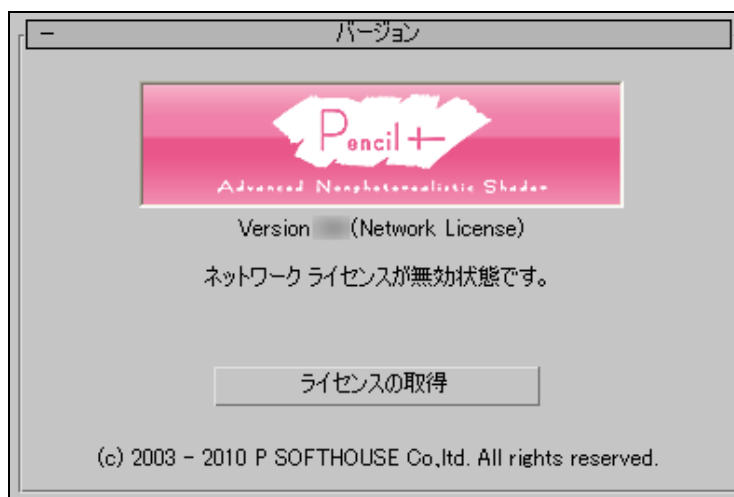 バージョン
Pencil+
Advanced Nonphotorealistic Shader
Version (Network License)
ネットワーク ライセンスが無効状態です。
ライセンスの取得
(c) 2003 - 2010 P SOFTHOUSE Co,ltd. All rights reserved.